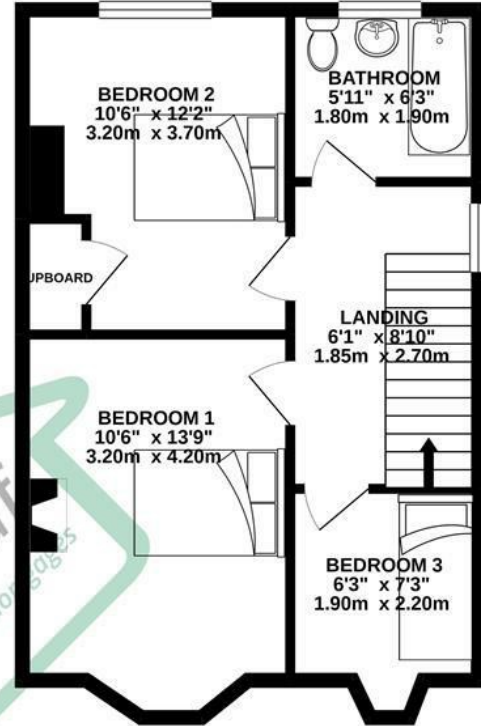 BEDROOM 2
10'6" x 12'2"
3.20m x 3.70m
BATHROOM
5'11" x 6'3"
1.80m x 1.90m
UPBOARD
LANDING
6'1" x 8'10"
1.85m x 2.70m
BEDROOM 1
10'6" x 13'9"
3.20m x 4.20m
BEDROOM 3
6'3" x 7'3"
1.90m x 2.20m